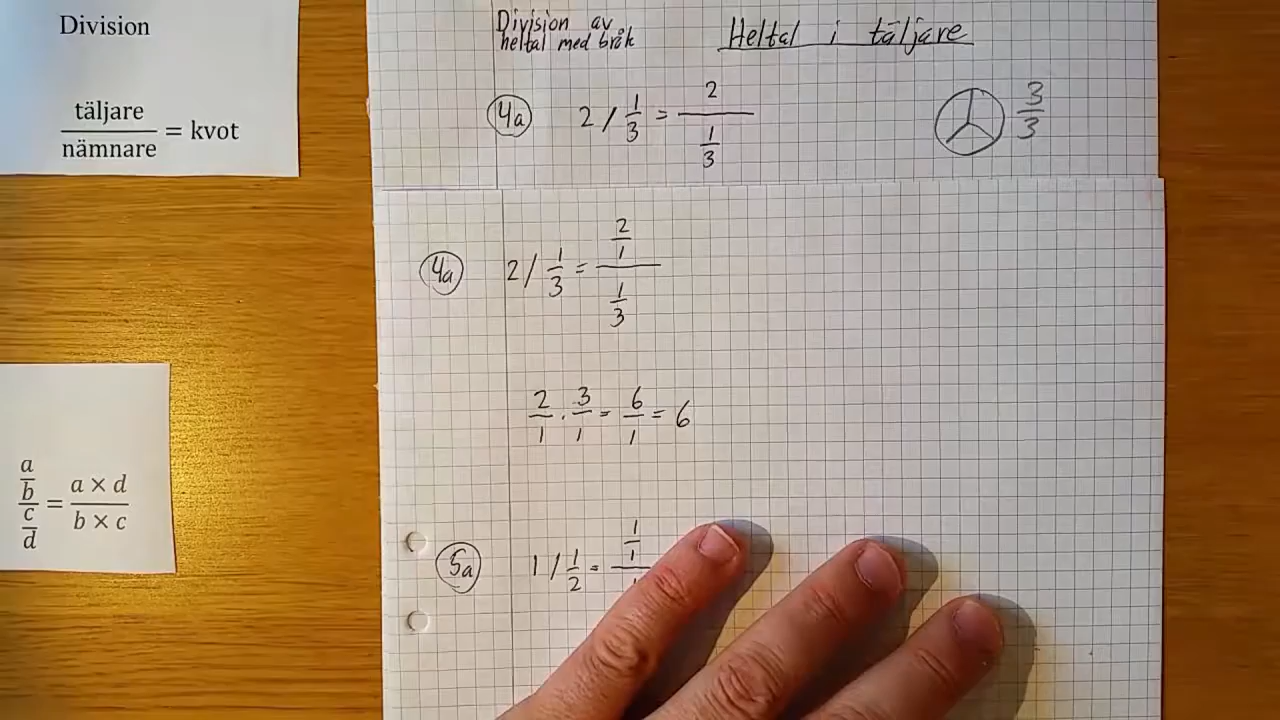 Division
täljare
nämnare
= kvot
a
b
c
d
= a × d
b × c
Division av
heltal med bråk
Heltal i täljare
4a
2 / 1/3 = 2
1/3
3/3
4a
2 / 1/3 = 2/1
1/3
2/1 · 3/1 = 6/1 = 6
5a
1 / 1/2 = 1/1